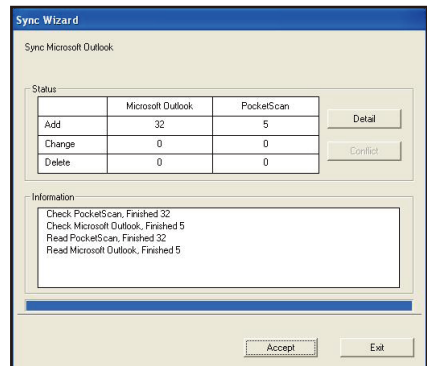 Sync Wizard
Sync Microsoft Outlook
Status
Microsoft Outlook PocketScan
Add 32 5
Detail
Change 0 0
Conflict
Delete 0 0
Information
Check PocketScan, Finished 32
Check Microsoft Outlook, Finished 5
Read PocketScan, Finished 32
Read Microsoft Outlook, Finished 5
Accept Exit